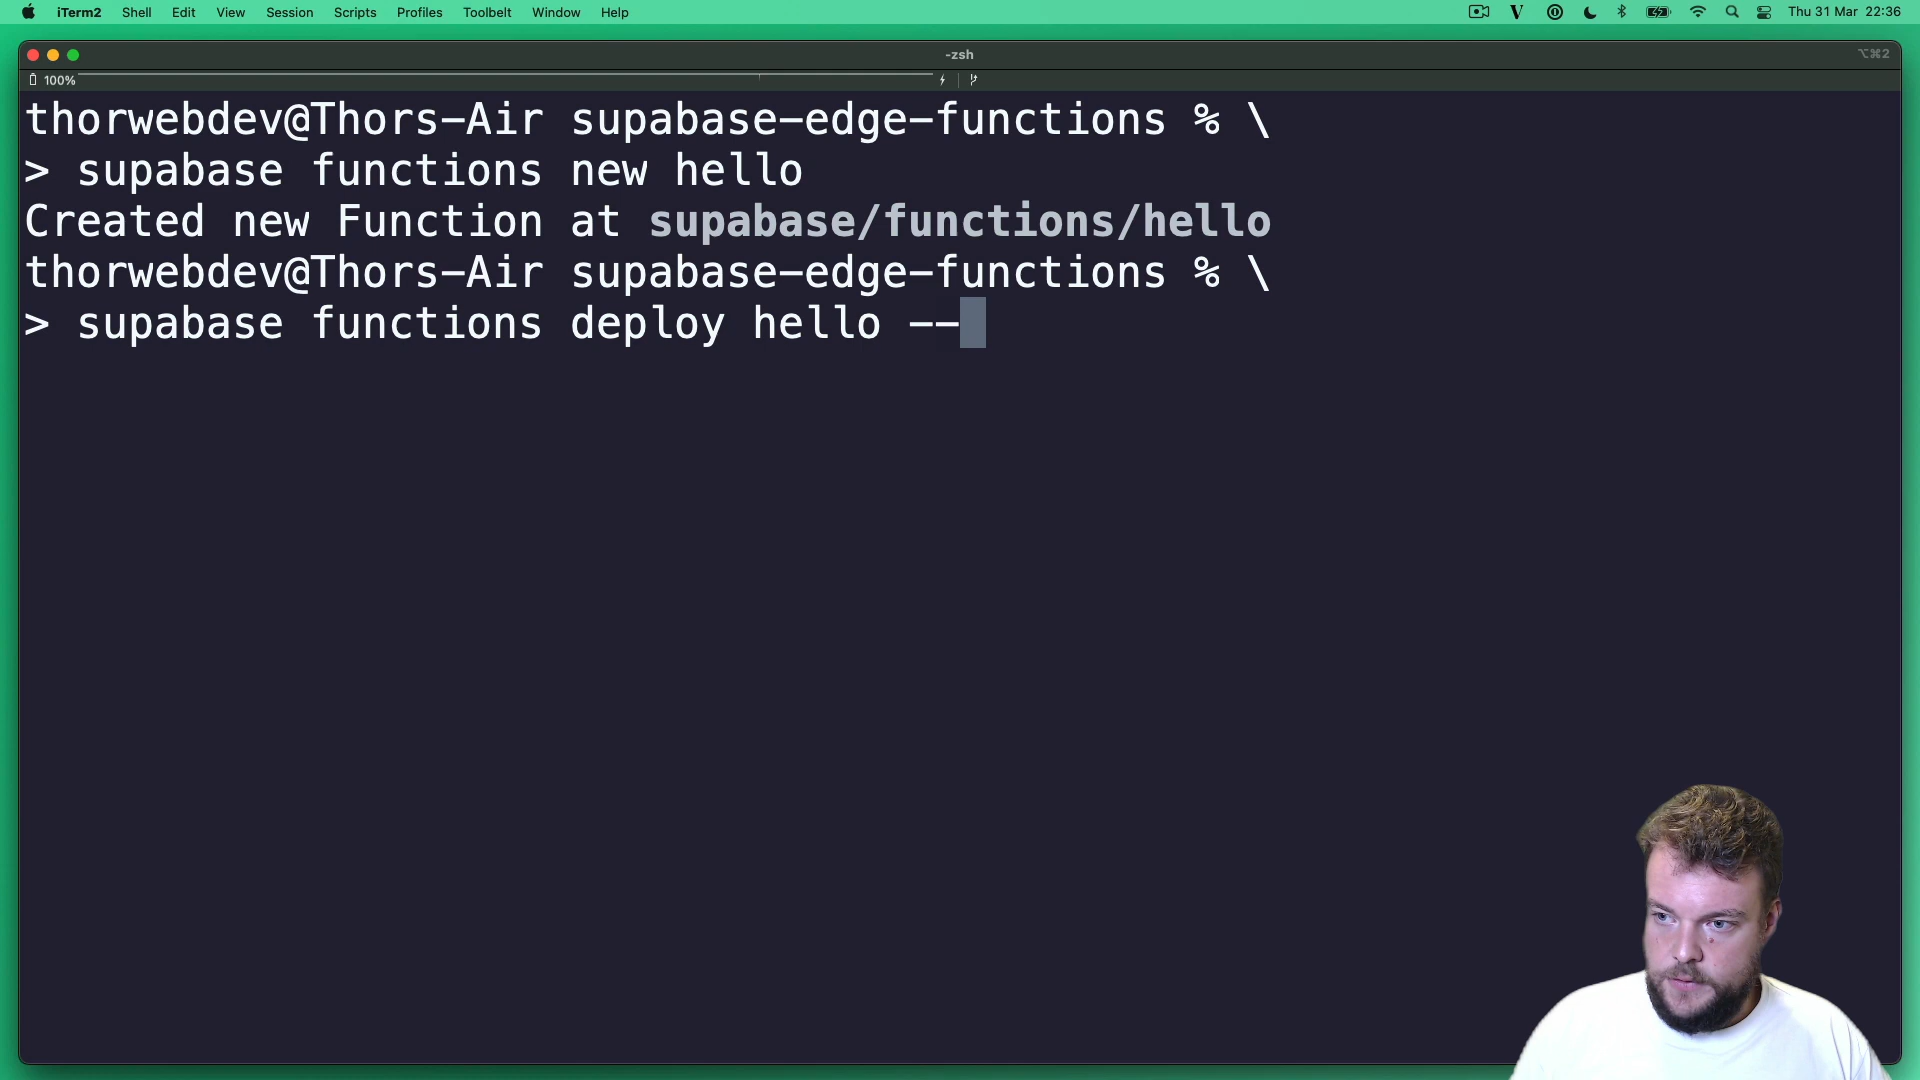 iTerm2 Shell Edit View Session Scripts Profiles Toolbelt Window Help Thu 31 Mar 22:36
-zsh ⌥⌘2
100%
thorwebdev@Thors-Air supabase-edge-functions % \
> supabase functions new hello
Created new Function at supabase/functions/hello
thorwebdev@Thors-Air supabase-edge-functions % \
> supabase functions deploy hello --